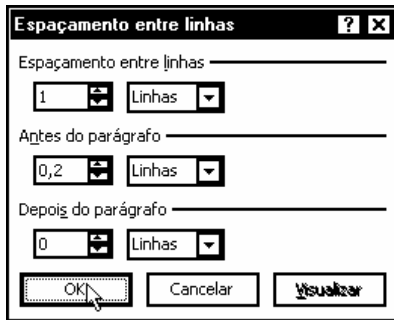 Espaçamento entre linhas ? X
Espaçamento entre linhas
1 Linhas
Antes do parágrafo
0,2 Linhas
Depois do parágrafo
0 Linhas
OK Cancelar Visualizar